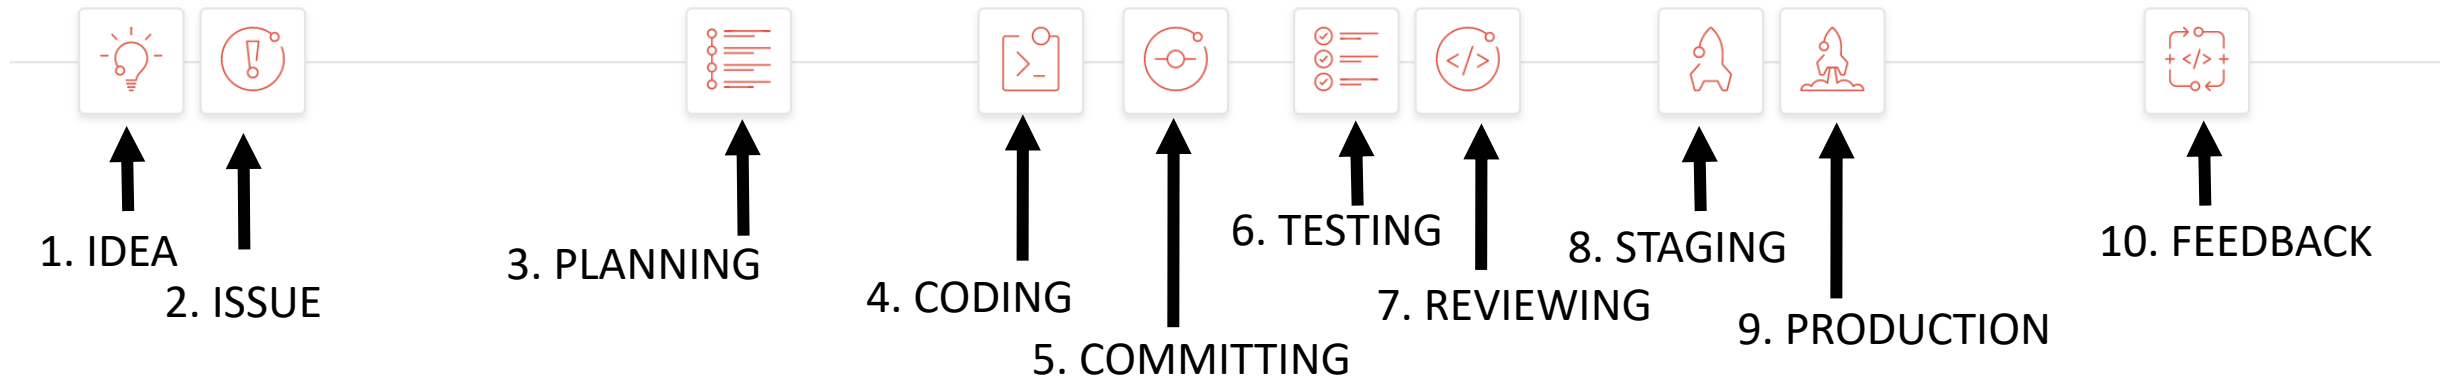 1. IDEA
2. ISSUE
3. PLANNING
4. CODING
5. COMMITTING
6. TESTING
7. REVIEWING
8. STAGING
9. PRODUCTION
10. FEEDBACK